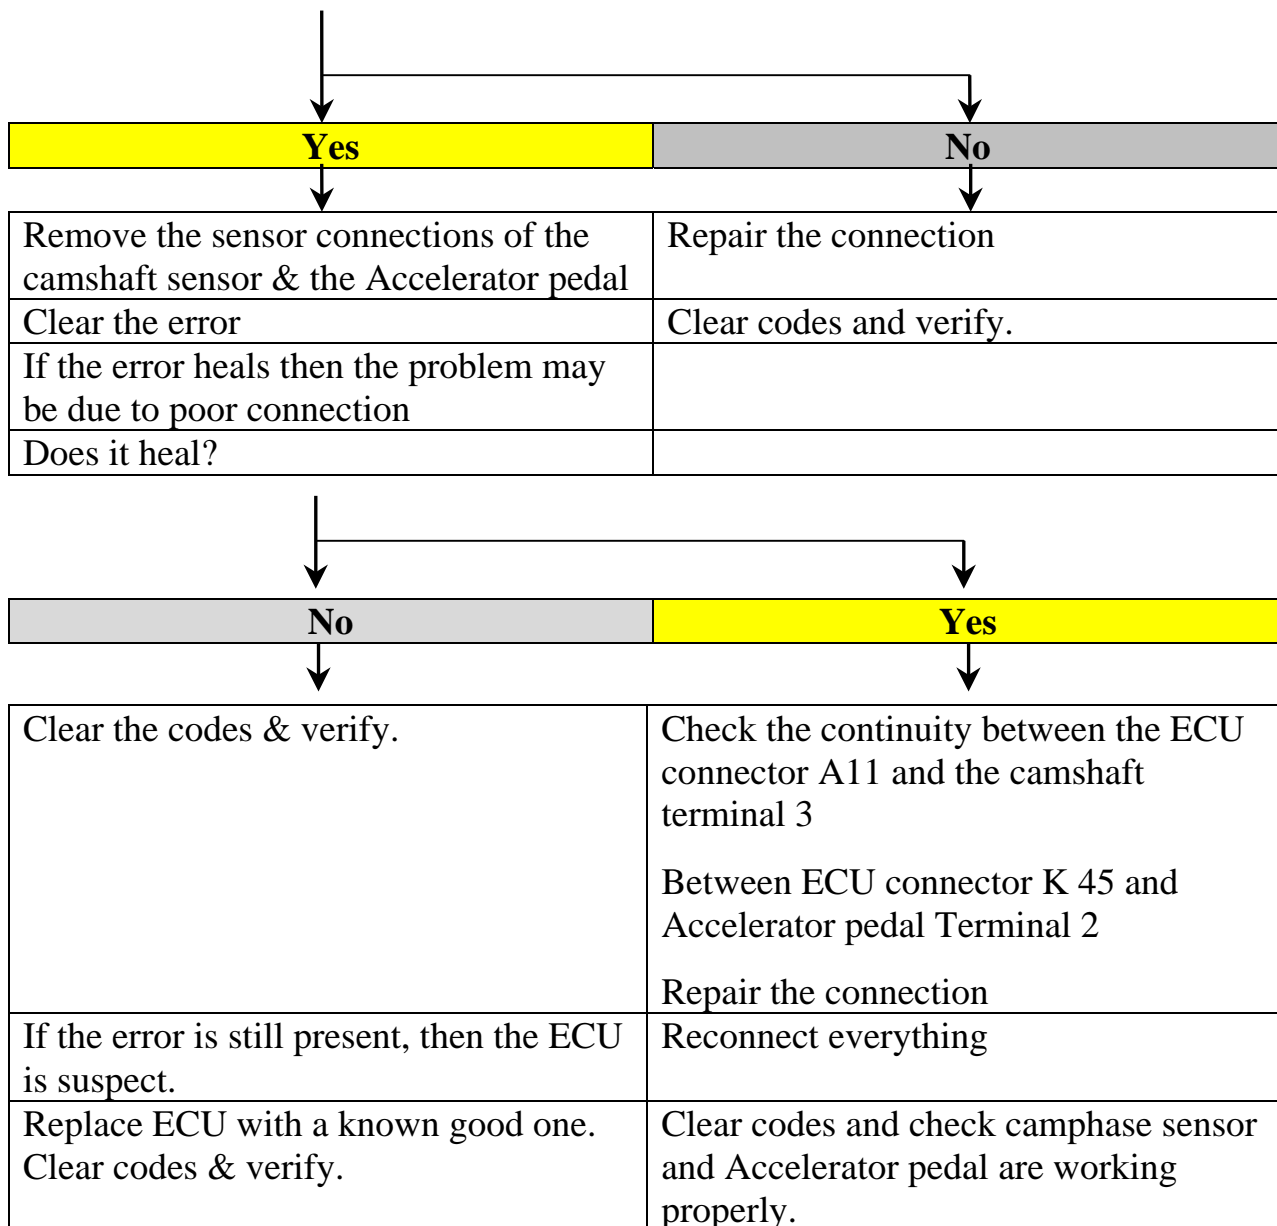 Yes
No
Remove the sensor connections of the
camshaft sensor & the Accelerator pedal
Repair the connection
Clear the error
Clear codes and verify.
If the error heals then the problem may
be due to poor connection
Does it heal?
No
Yes
Clear the codes & verify.
Check the continuity between the ECU
connector A11 and the camshaft
terminal 3
Between ECU connector K 45 and
Accelerator pedal Terminal 2
Repair the connection
If the error is still present, then the ECU
is suspect.
Reconnect everything
Replace ECU with a known good one.
Clear codes & verify.
Clear codes and check camphase sensor
and Accelerator pedal are working
properly.